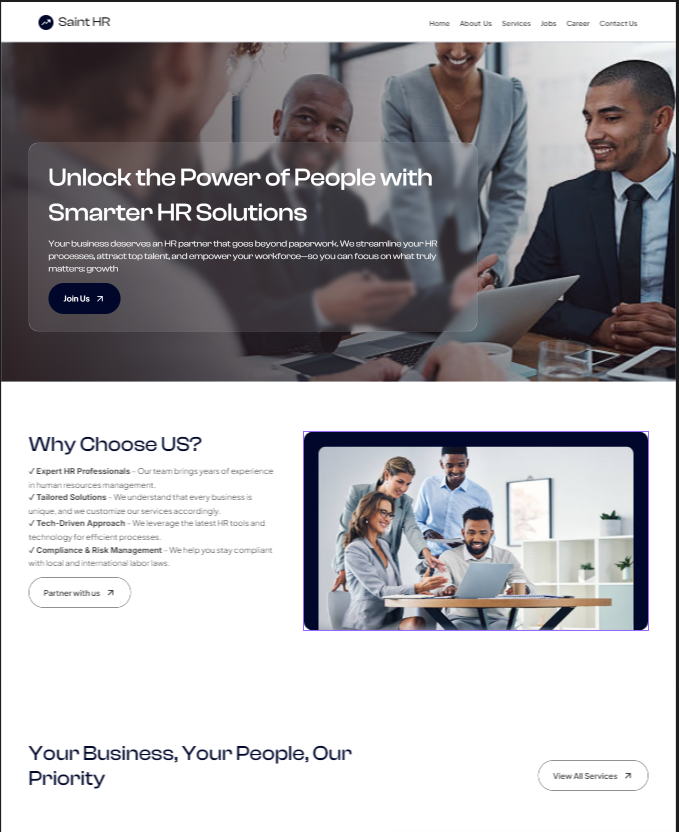 Saint HR
Home About Us Services Jobs Career Contact Us
Unlock the Power of People with
Smarter HR Solutions
Your business deserves an HR partner that goes beyond paperwork. We streamline your HR
processes, attract top talent, and empower your workforce—so you can focus on what truly
matters: growth
Join Us
Why Choose US?
✓ Expert HR Professionals – Our team brings years of experience
in human resources management.
✓ Tailored Solutions – We understand that every business is
unique, and we customize our services accordingly.
✓ Tech-Driven Approach – We leverage the latest HR tools and
technology for efficient processes.
✓ Compliance & Risk Management – We help you stay compliant
with local and international labor laws.
Partner with us
Your Business, Your People, Our
Priority
View All Services